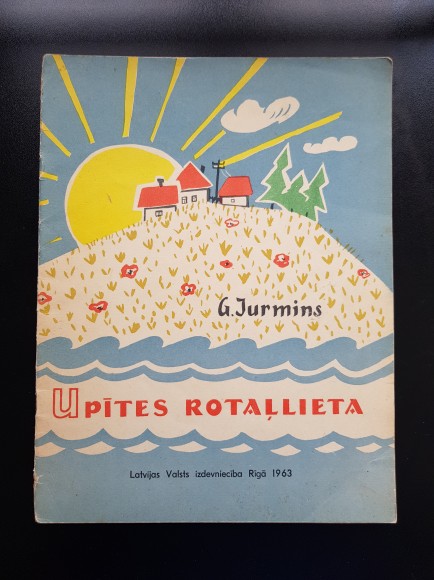 G. Jurmins
UPĪTES ROTAĻLIETA
Latvijas Valsts izdevniecība Rīgā 1963